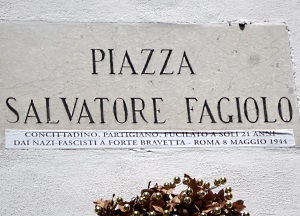 PIAZZA
SALVATORE FAGIOLO
CONCITTADINO, PARTIGIANO, FUCILATO A SOLI 21 ANNI
DAI NAZI-FASCISTI A FORTE BRAVETTA - ROMA 8 MAGGIO 1944